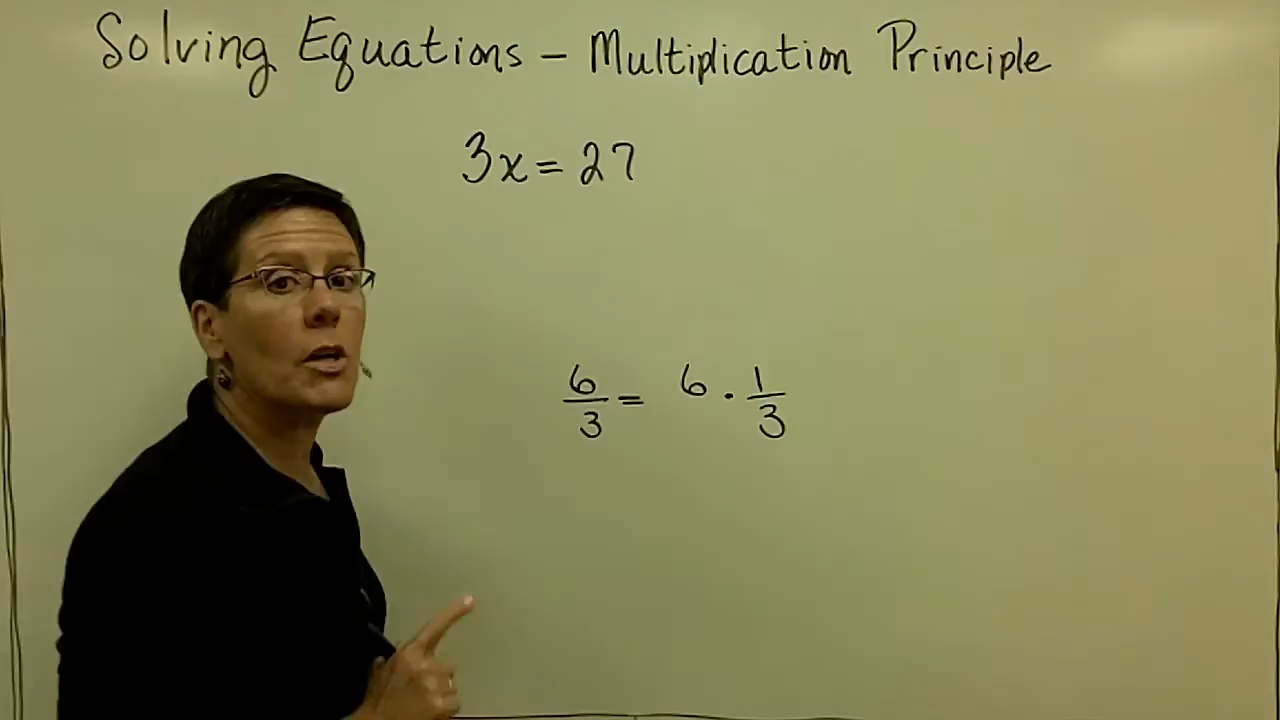 Solving Equations - Multiplication Principle
3x = 27
6/3 = 6 · 1/3